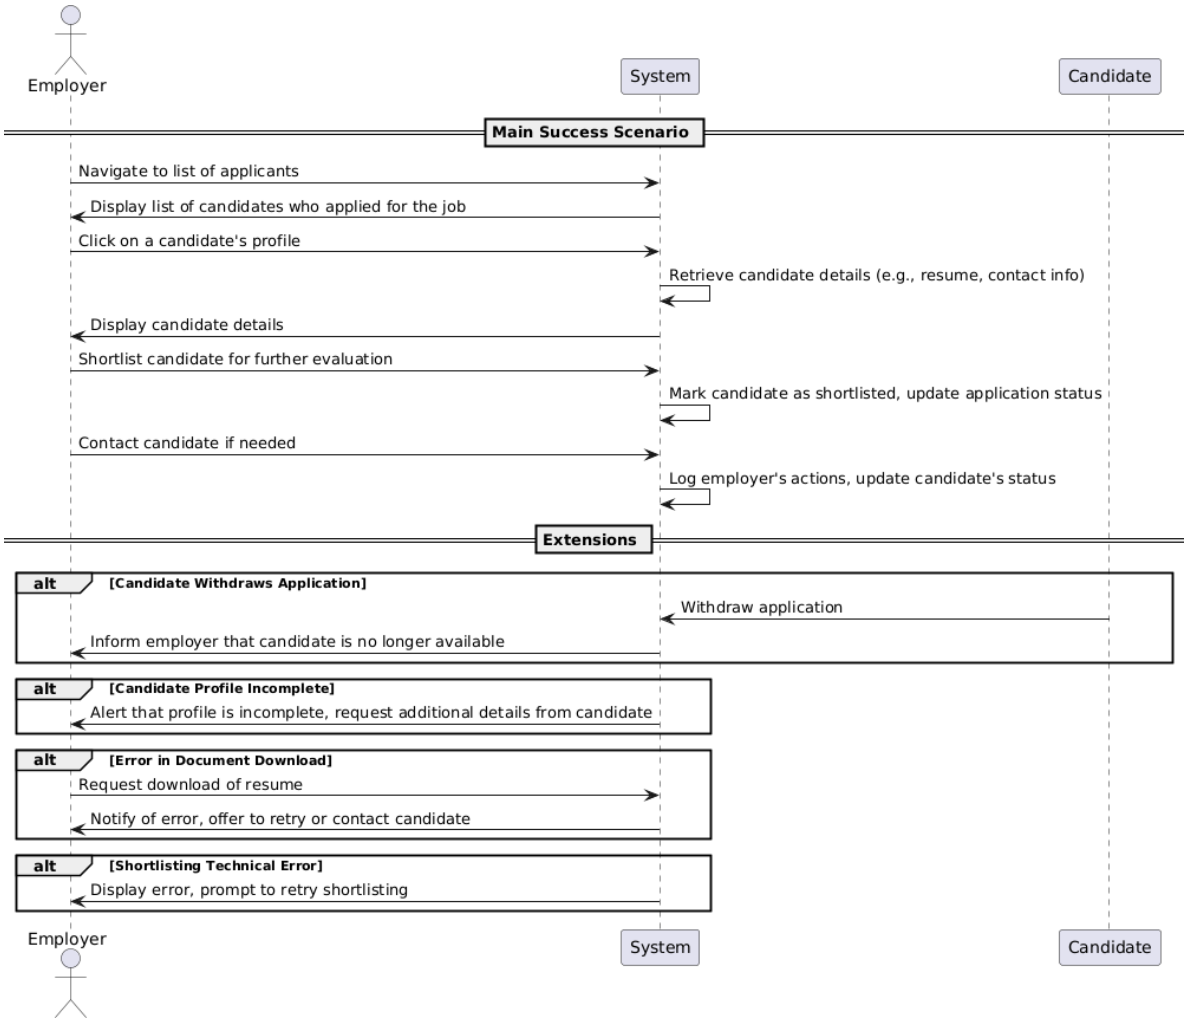 Employer
System
Candidate
Main Success Scenario
Navigate to list of applicants
Display list of candidates who applied for the job
Click on a candidate's profile
Retrieve candidate details (e.g., resume, contact info)
Display candidate details
Shortlist candidate for further evaluation
Mark candidate as shortlisted, update application status
Contact candidate if needed
Log employer's actions, update candidate's status
Extensions
alt [Candidate Withdraws Application]
Withdraw application
Inform employer that candidate is no longer available
alt [Candidate Profile Incomplete]
Alert that profile is incomplete, request additional details from candidate
alt [Error in Document Download]
Request download of resume
Notify of error, offer to retry or contact candidate
alt [Shortlisting Technical Error]
Display error, prompt to retry shortlisting
Employer
System
Candidate